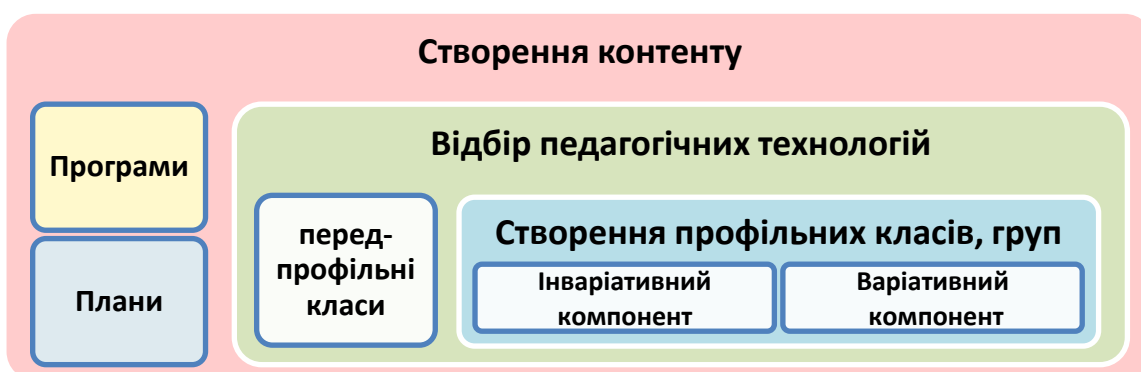 Створення контенту
Програми
Плани
Відбір педагогічних технологій
перед-
профільні
класи
Створення профільних класів, груп
Інваріативний
компонент
Варіативний
компонент